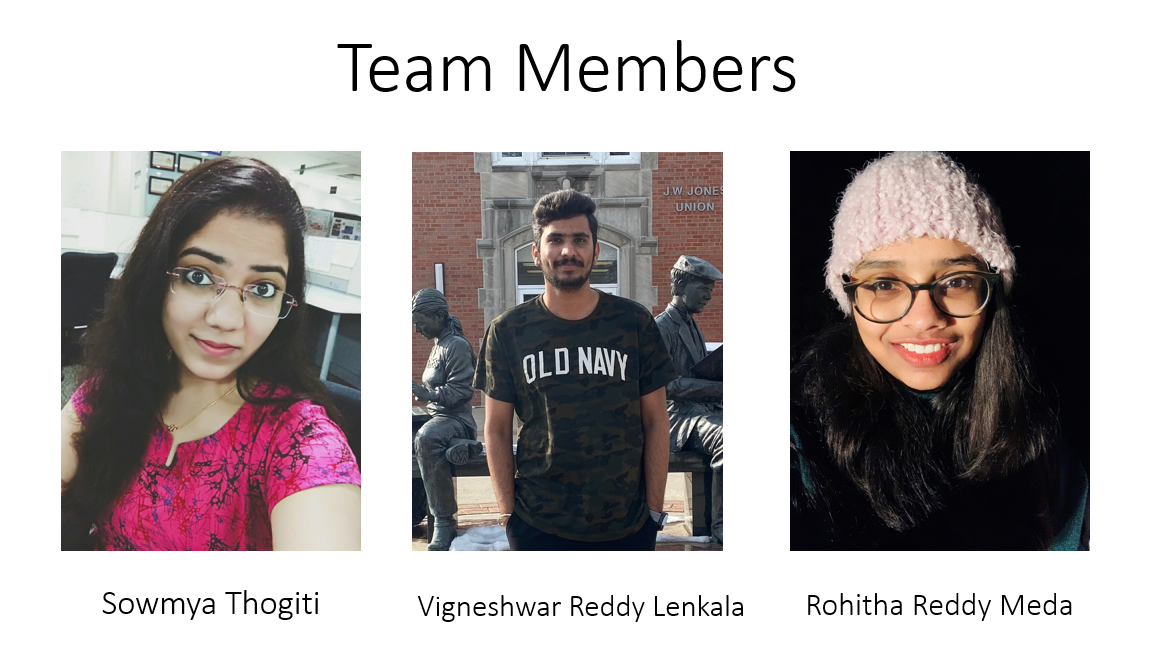 Team Members
J.W. JONES
UNION
OLD NAVY
Sowmya Thogiti
Vigneshwar Reddy Lenkala
Rohitha Reddy Meda